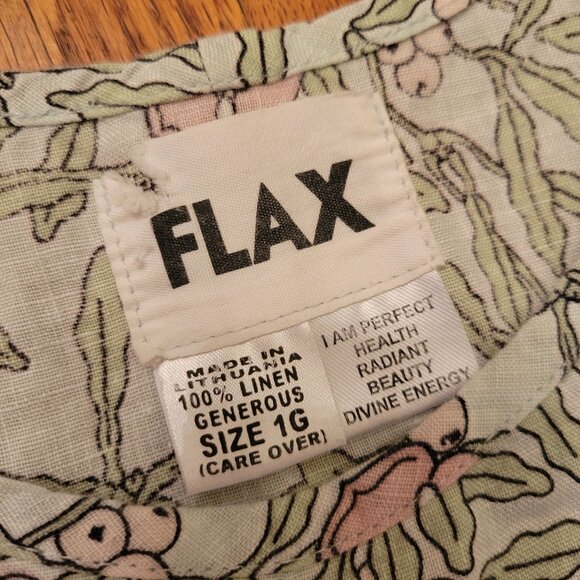 FLAX
MADE IN
LITHUANIA
100% LINEN
GENEROUS
SIZE 1G
(CARE OVER)
I AM PERFECT
HEALTH
RADIANT
BEAUTY
DIVINE ENERGY